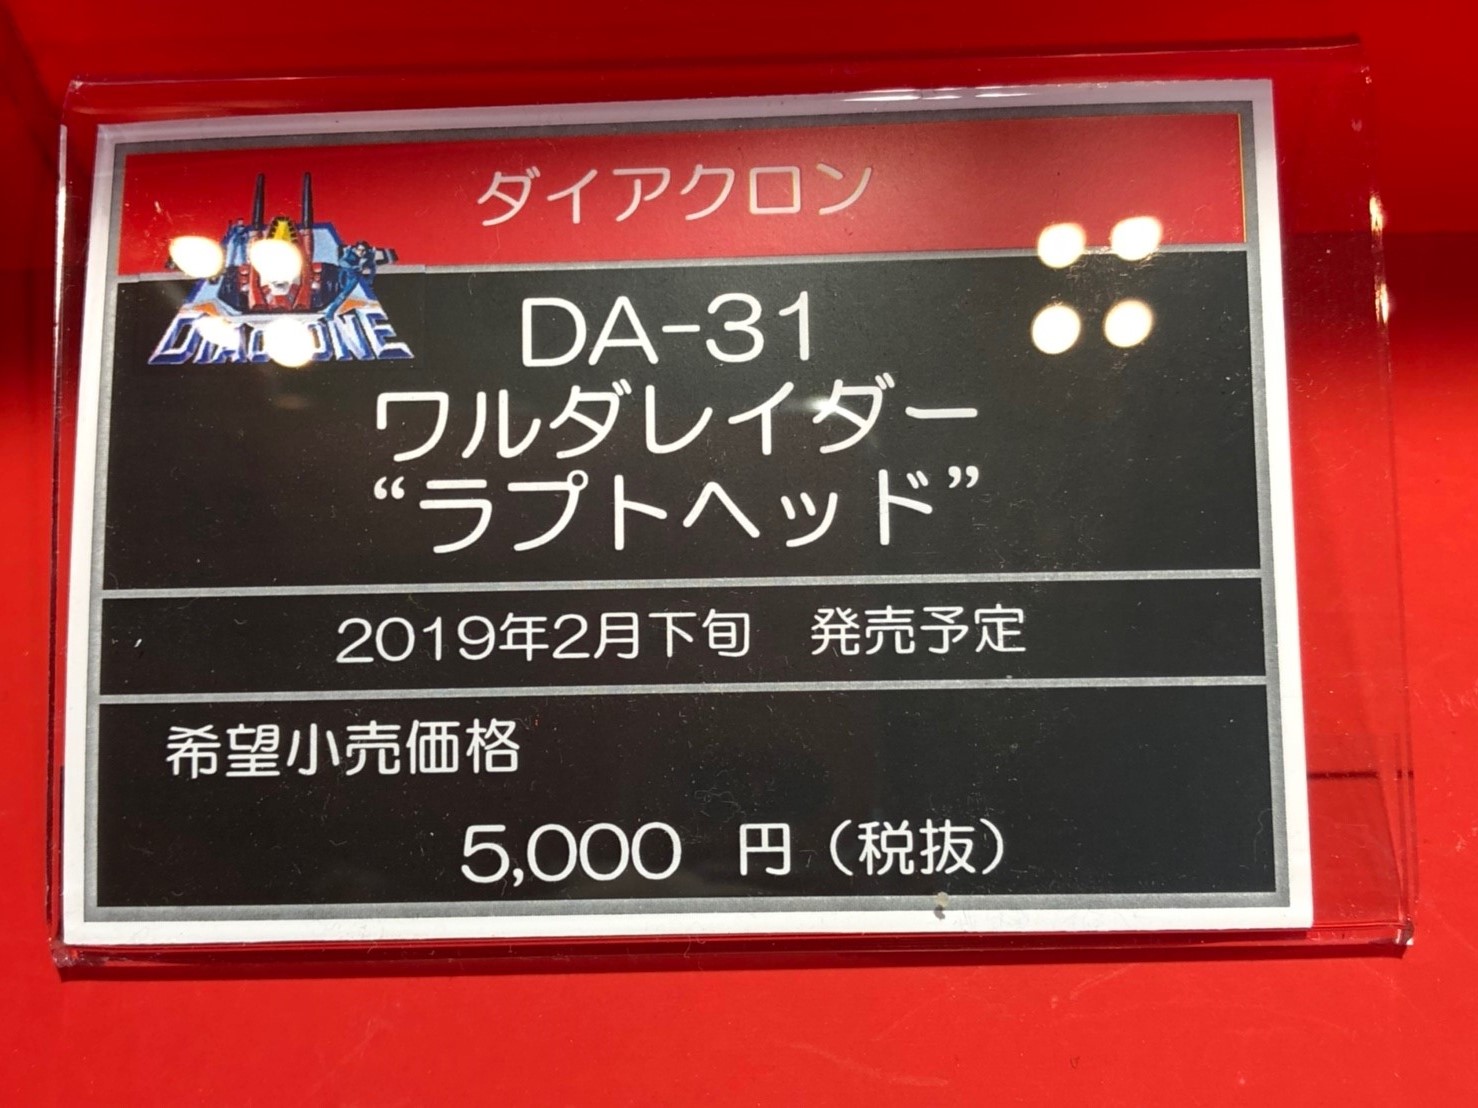 ダイアクロン
DIACLONE
DA-31
ワルダレイダー
“ラプトヘッド”
2019年2月下旬 発売予定
希望小売価格
5,000 円（税抜）